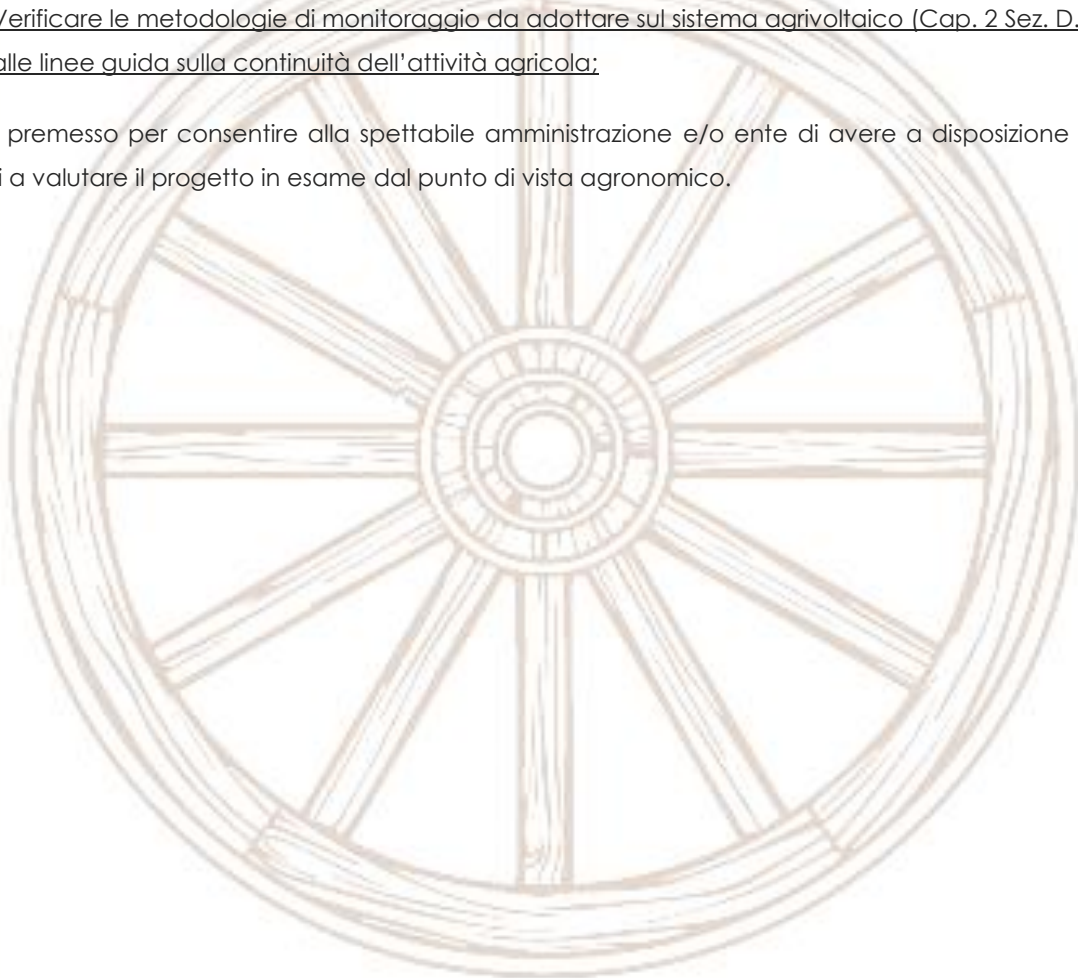 Verificare le metodologie di monitoraggio da adottare sul sistema agrivoltaico (Cap. 2 Sez. D.
alle linee guida sulla continuità dell'attività agricola;
premesso per consentire alla spettabile amministrazione e/o ente di avere a disposizione
i a valutare il progetto in esame dal punto di vista agronomico.